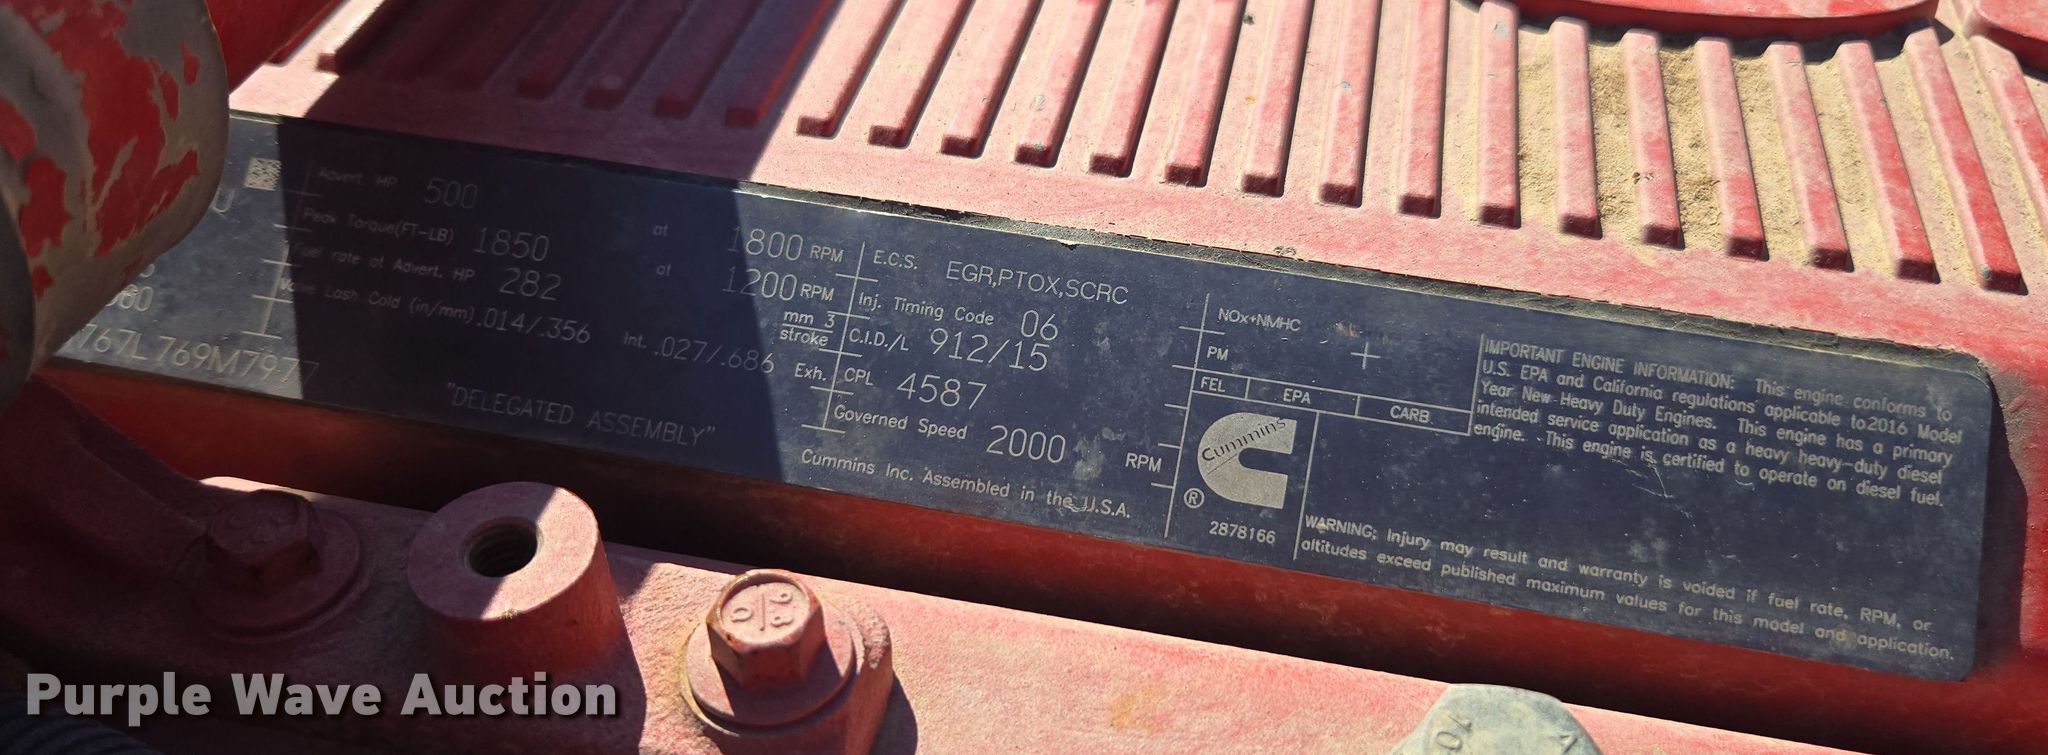 Advert. HP 500 at 1800 RPM
Peak Torque(FT-LB) 1850 at 1200 RPM
Fuel rate at Advert. HP 282 mm 3 stroke
Valve Lash Cold (in/mm) .014/.356 Int. .027/.686 Exh.
"DELEGATED ASSEMBLY"
767L769M7977
E.C.S. EGR,PTOX,SCRC
Inj. Timing Code 06
C.I.D./L 912/15
CPL 4587
Governed Speed 2000 RPM
Cummins Inc. Assembled in the U.S.A.
NOx+NMHC
PM +
FEL EPA CARB
Cummins
®
2878166
IMPORTANT ENGINE INFORMATION: This engine conforms to
U.S. EPA and California regulations applicable to 2016 Model
Year New Heavy Duty Engines. This engine has a primary
intended service application as a heavy heavy-duty diesel
engine. This engine is certified to operate on diesel fuel.
WARNING: Injury may result and warranty is voided if fuel rate, RPM, or
altitudes exceed published maximum values for this model and application.
Purple Wave Auction